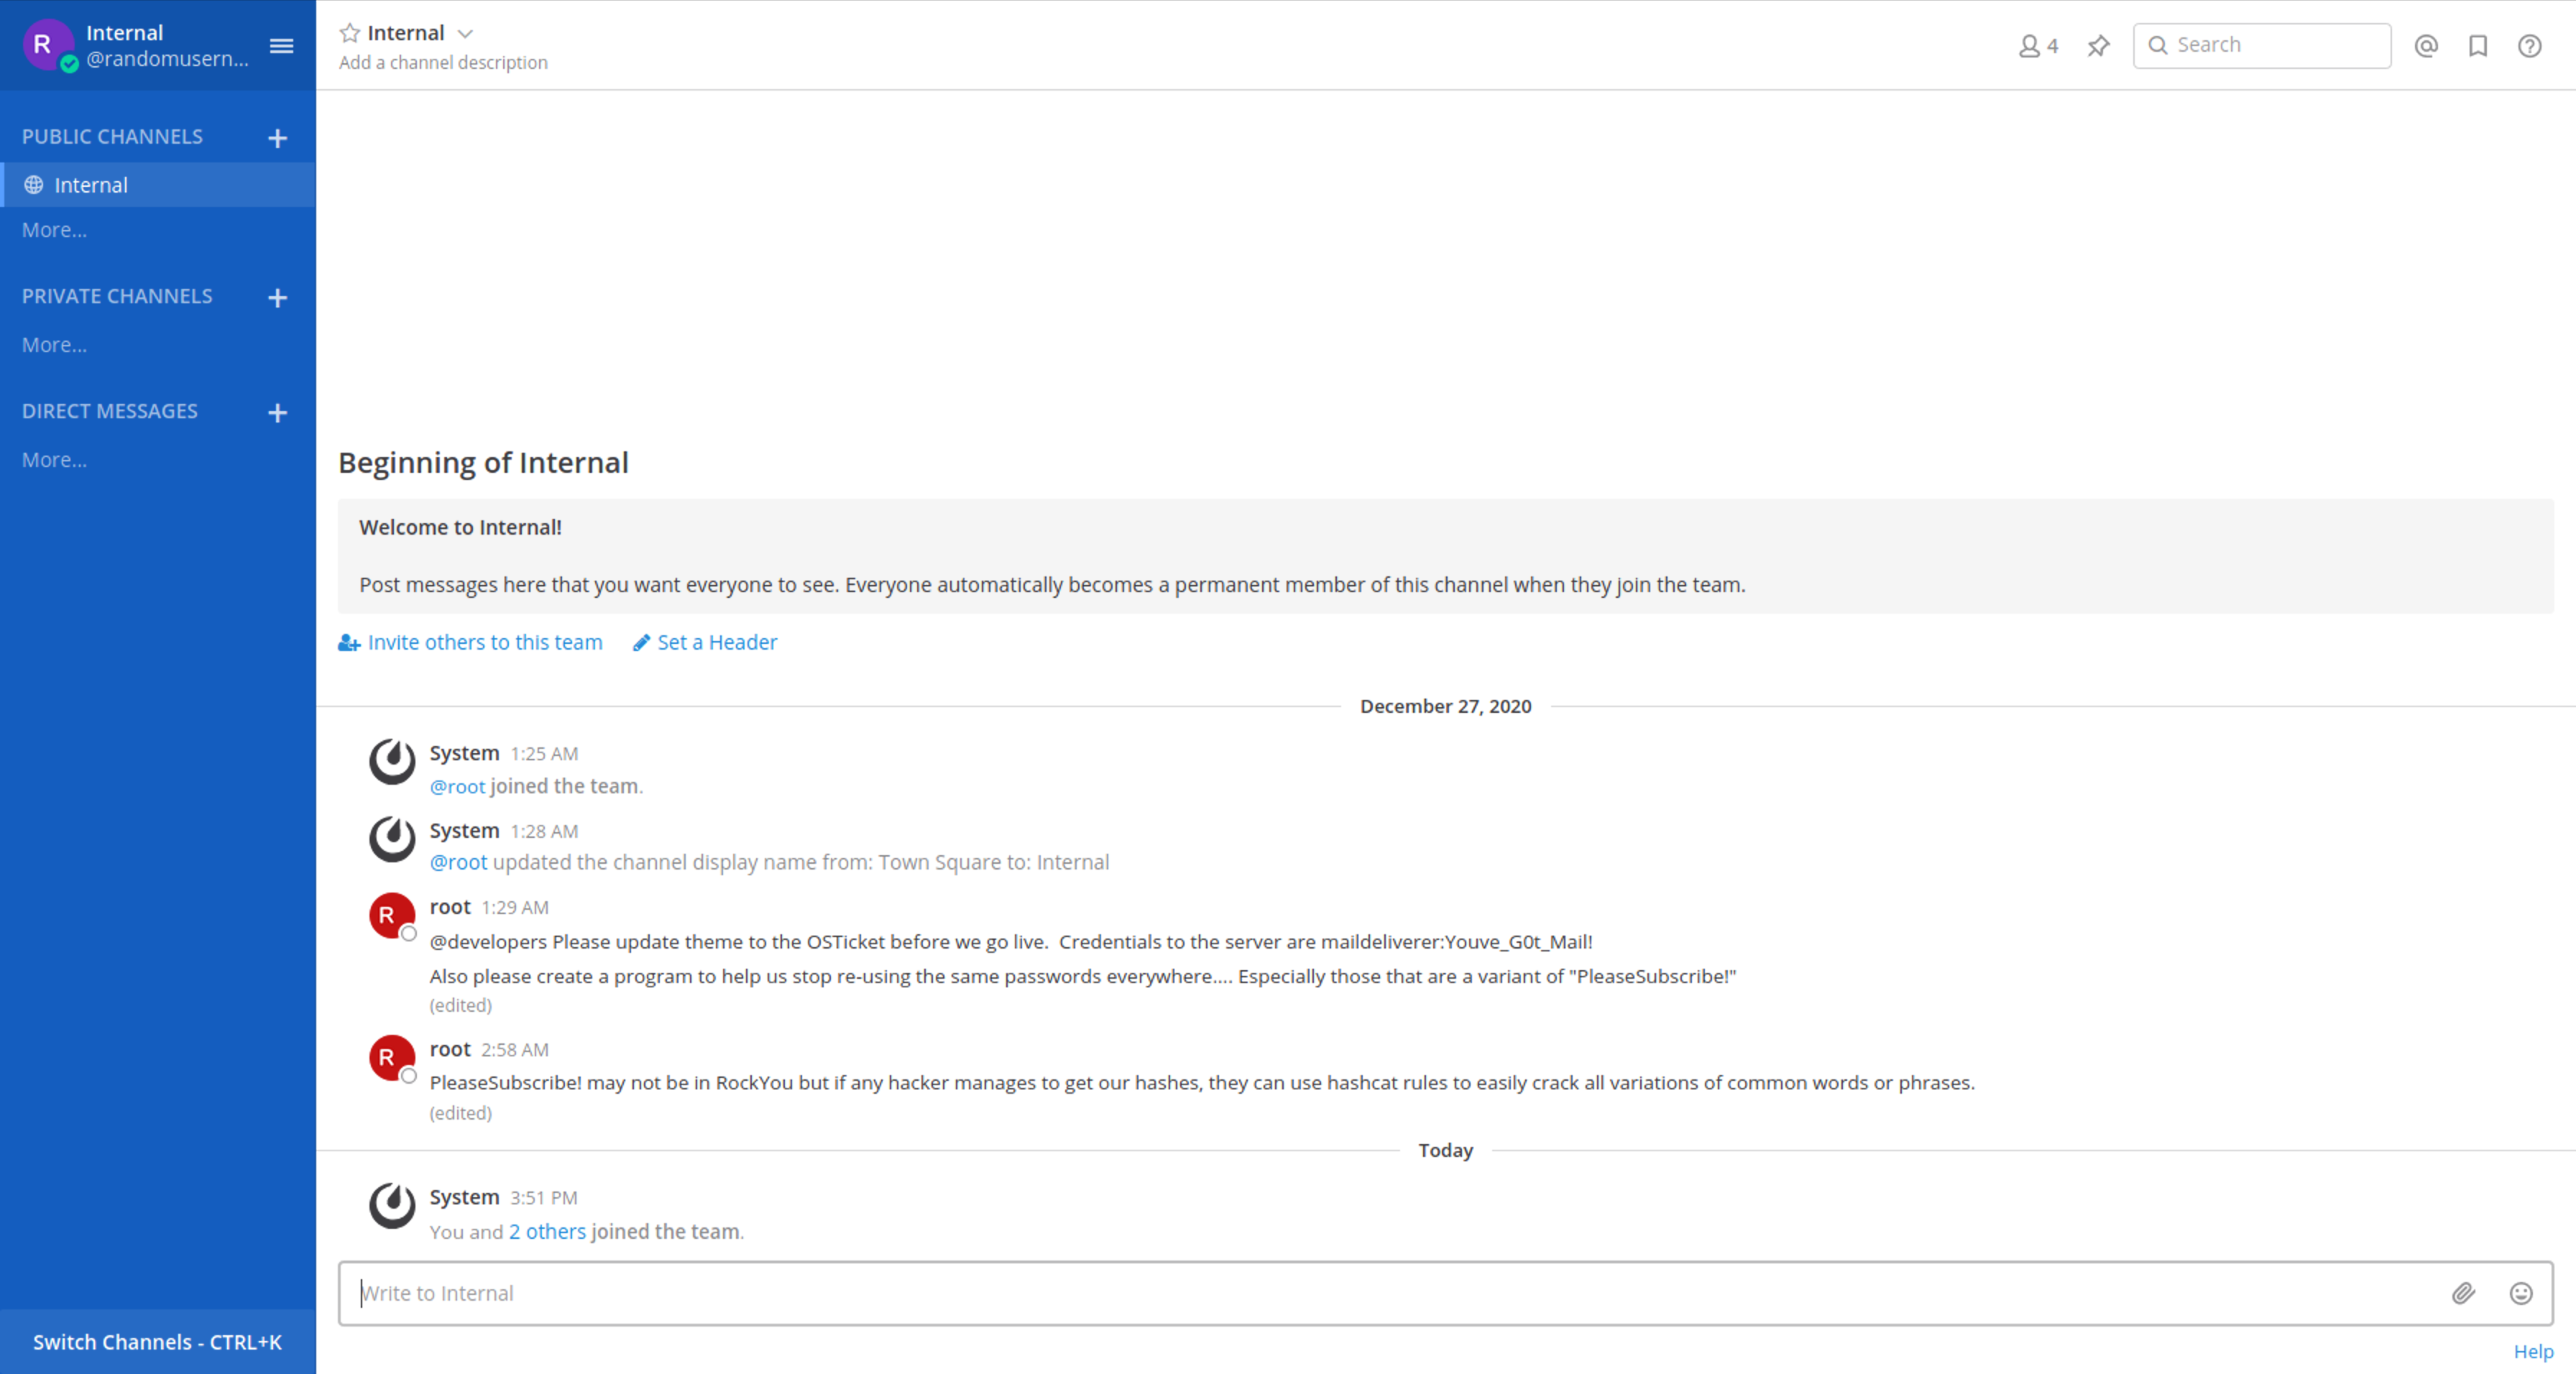 R
Internal
@randomusern...
PUBLIC CHANNELS
Internal
More...
PRIVATE CHANNELS
More...
DIRECT MESSAGES
More...
Switch Channels - CTRL+K
Internal
Add a channel description
4
Search
Beginning of Internal
Welcome to Internal!
Post messages here that you want everyone to see. Everyone automatically becomes a permanent member of this channel when they join the team.
Invite others to this team Set a Header
December 27, 2020
System 1:25 AM
@root joined the team.
System 1:28 AM
@root updated the channel display name from: Town Square to: Internal
R
root 1:29 AM
@developers Please update theme to the OSTicket before we go live.  Credentials to the server are maildeliverer:Youve_G0t_Mail!
Also please create a program to help us stop re-using the same passwords everywhere.... Especially those that are a variant of "PleaseSubscribe!"
(edited)
R
root 2:58 AM
PleaseSubscribe! may not be in RockYou but if any hacker manages to get our hashes, they can use hashcat rules to easily crack all variations of common words or phrases.
(edited)
Today
System 3:51 PM
You and 2 others joined the team.
Write to Internal
Help